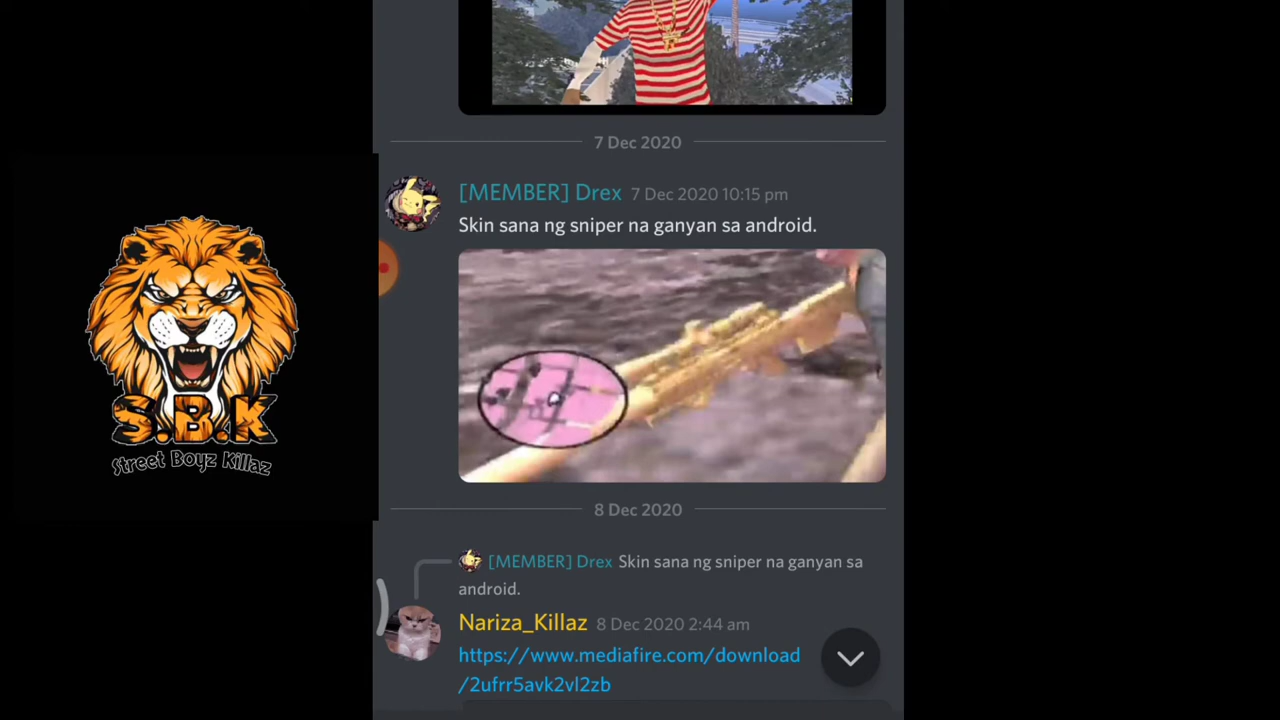 7 Dec 2020
[MEMBER] Drex 7 Dec 2020 10:15 pm
Skin sana ng sniper na ganyan sa android.
S.B.K
Street Boyz Killaz
8 Dec 2020
[MEMBER] Drex Skin sana ng sniper na ganyan sa
android.
Nariza_Killaz 8 Dec 2020 2:44 am
https://www.mediafire.com/download
/2ufrr5avk2vl2zb